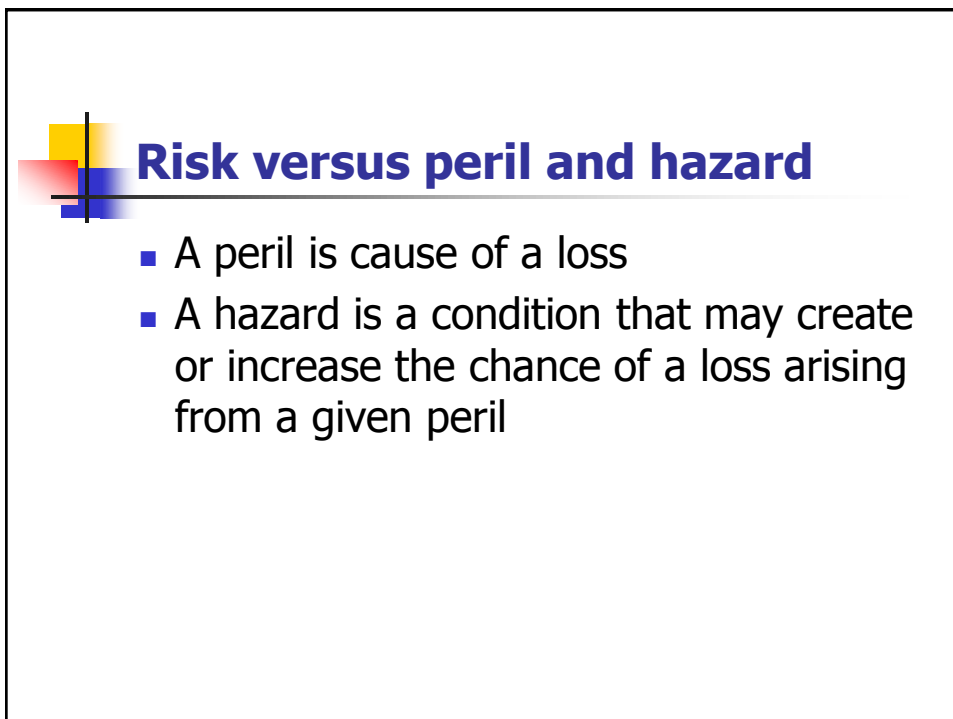 Risk versus peril and hazard
A peril is cause of a loss
A hazard is a condition that may create
or increase the chance of a loss arising
from a given peril